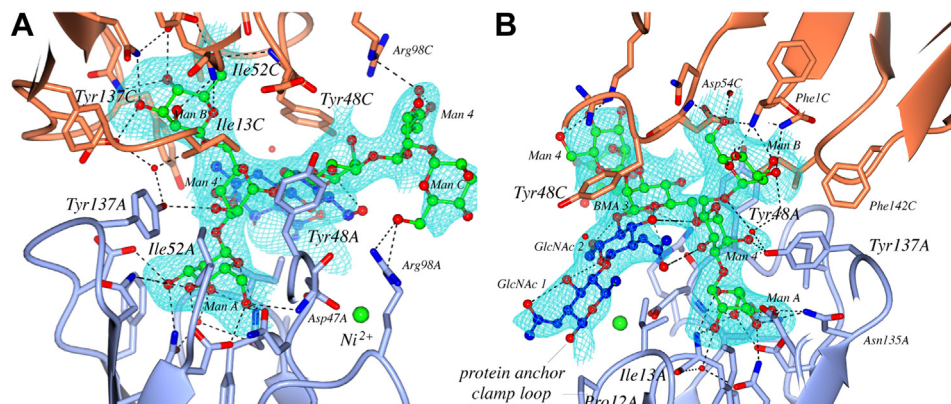 A
Arg98C
Ile52C
Tyr137C
Tyr48C
Man B
Man 4
Ile13C
Man 4'
Man C
Tyr137A
Tyr48A
Ile52A
Arg98A
Man A
Asp47A
Ni2+
B
Asp54C
Phe1C
Man B
Man 4
Tyr48C
BMA 3
Phe142C
Tyr48A
GlcNAc 2
Tyr137A
Man 4'
GlcNAc 1
Man A
Asn135A
protein anchor
clamp loop
Ile13A
Pro12A